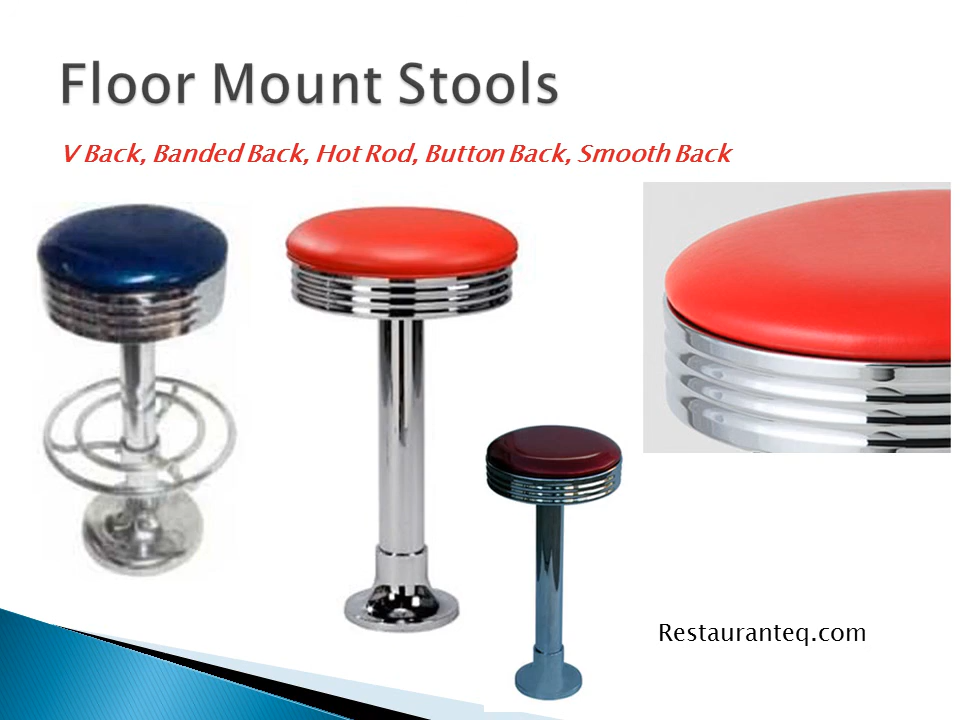 Floor Mount Stools
V Back, Banded Back, Hot Rod, Button Back, Smooth Back
Restauranteq.com